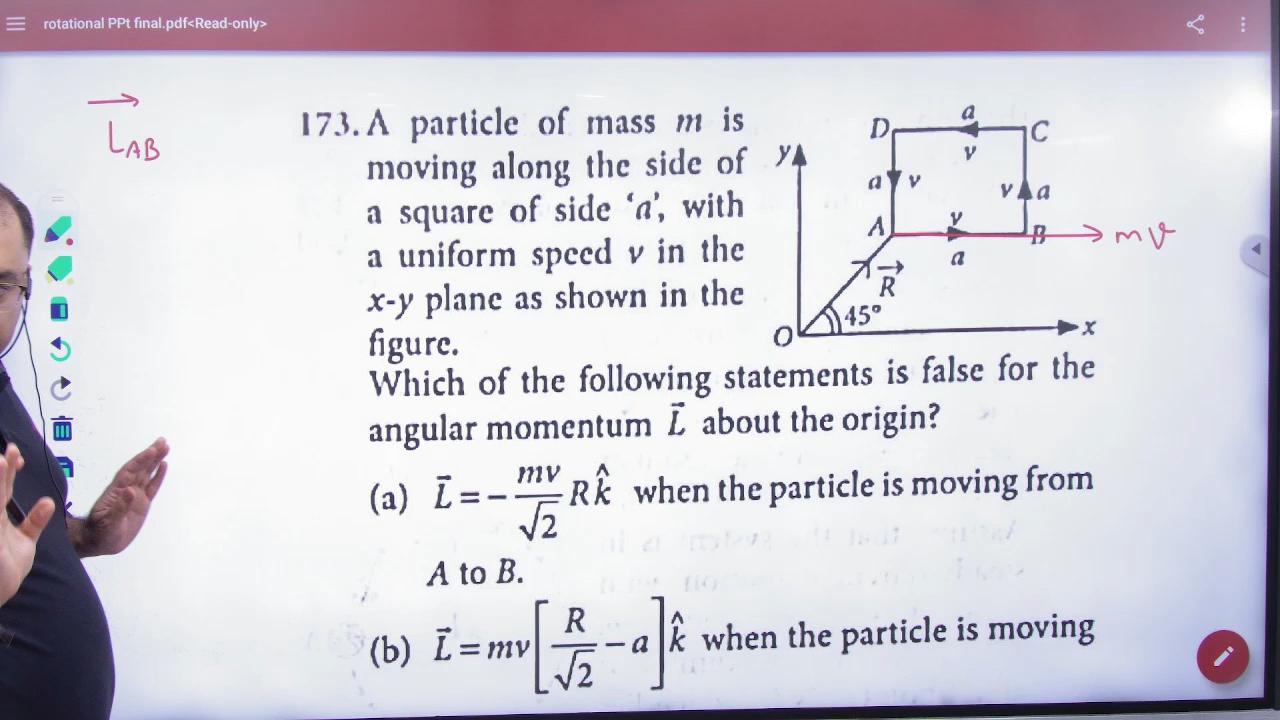 rotational PPt final.pdf<Read-only>
L AB
173. A particle of mass m is
moving along the side of
a square of side ‘a’, with
a uniform speed v in the
x-y plane as shown in the
figure.
D a C
v
y
a v v a
A v B mv
a
R
45°
O x
Which of the following statements is false for the
angular momentum L⃗ about the origin?
(a) L⃗ = − mv/√2 R k̂ when the particle is moving from
A to B.
(b) L⃗ = mv [ R/√2 − a ] k̂ when the particle is moving